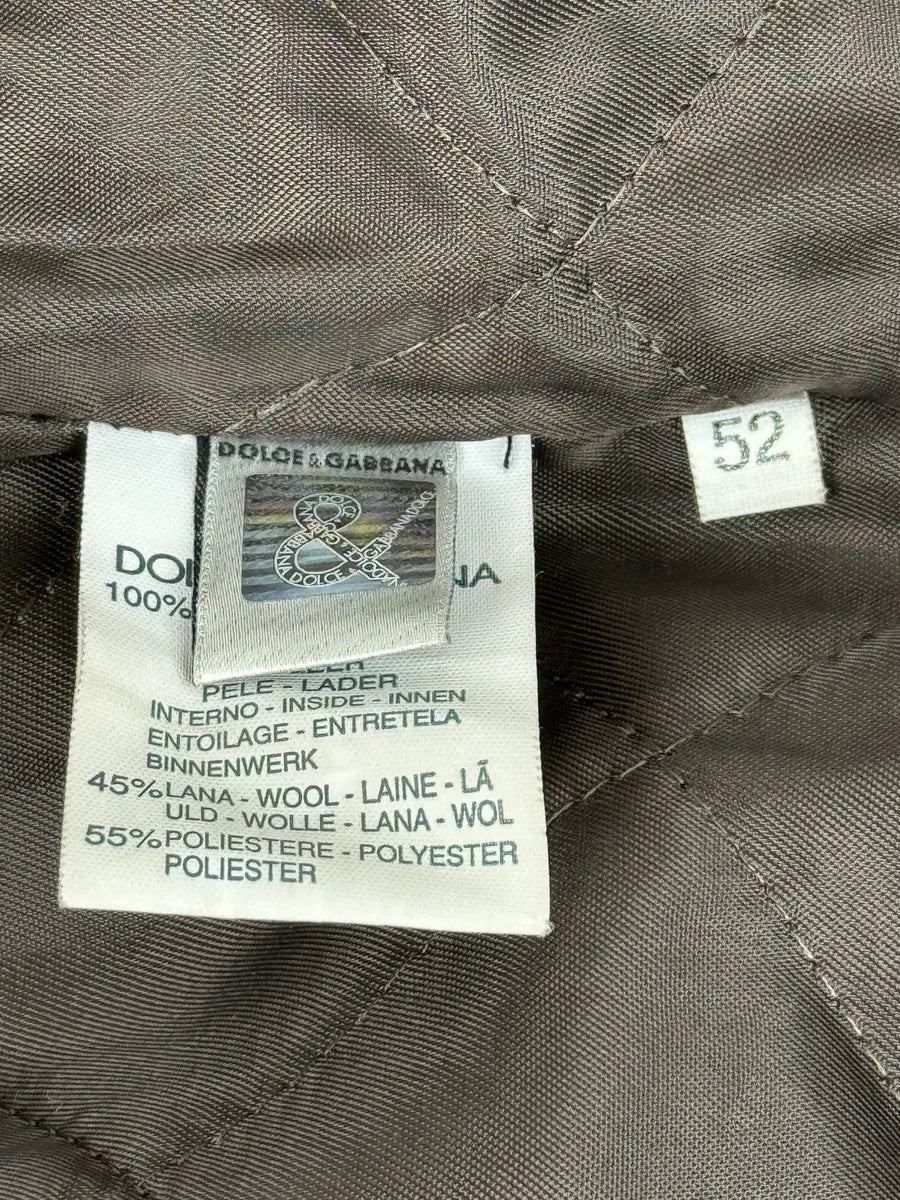 DOLCE & GABBANA
52
DOL NA
100%
PELE - LADER
INTERNO - INSIDE - INNEN
ENTOILAGE - ENTRETELA
BINNENWERK
45% LANA - WOOL - LAINE - LÃ
ULD - WOLLE - LANA - WOL
55% POLIESTERE - POLYESTER
POLIESTER